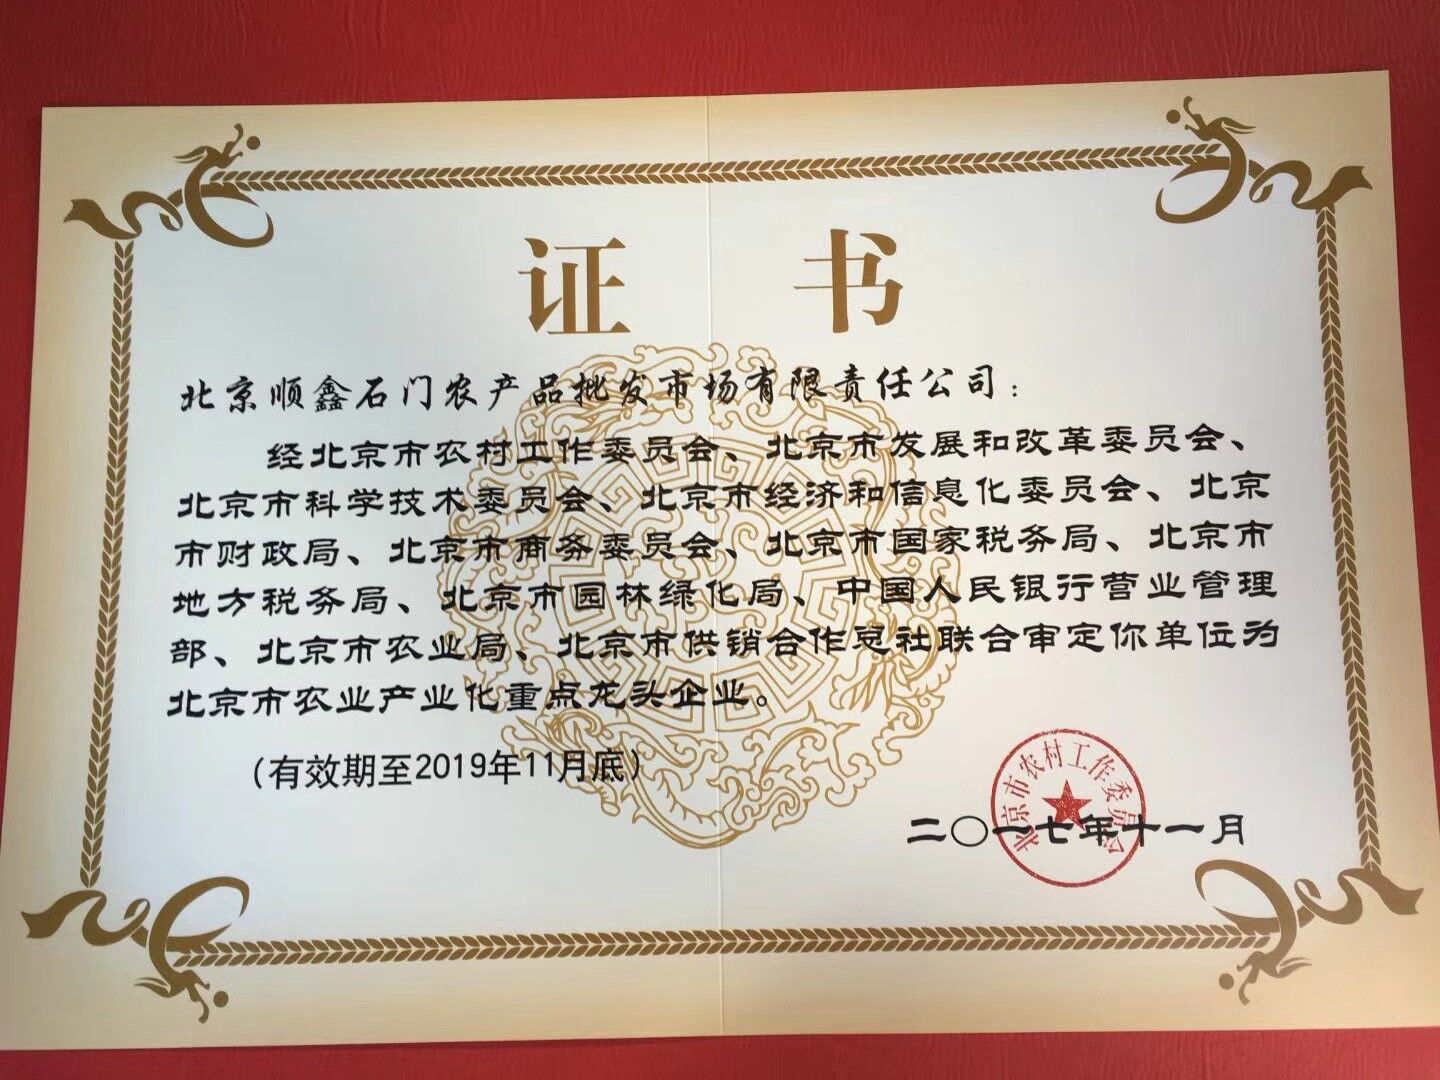 证书
北京顺鑫石门农产品批发市场有限责任公司：
经北京市农村工作委员会、北京市发展和改革委员会、
北京市科学技术委员会、北京市经济和信息化委员会、北京
市财政局、北京市商务委员会、北京市国家税务局、北京市
地方税务局、北京市园林绿化局、中国人民银行营业管理
部、北京市农业局、北京市供销合作总社联合审定你单位为
北京市农业产业化重点龙头企业。
（有效期至2019年11月底）
北京市农村工作委员会
二〇一七年十一月